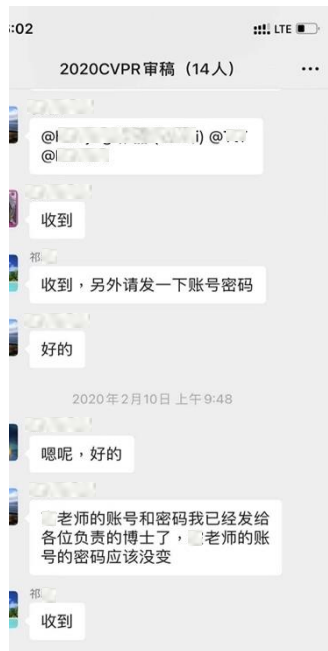 :02
LTE
2020CVPR审稿（14人）
@
i) @
@
收到
祁
收到，另外请发一下账号密码
好的
2020年2月10日 上午9:48
嗯呢，好的
老师的账号和密码我已经发给
各位负责的博士了， 老师的账
号的密码应该没变
祁
收到